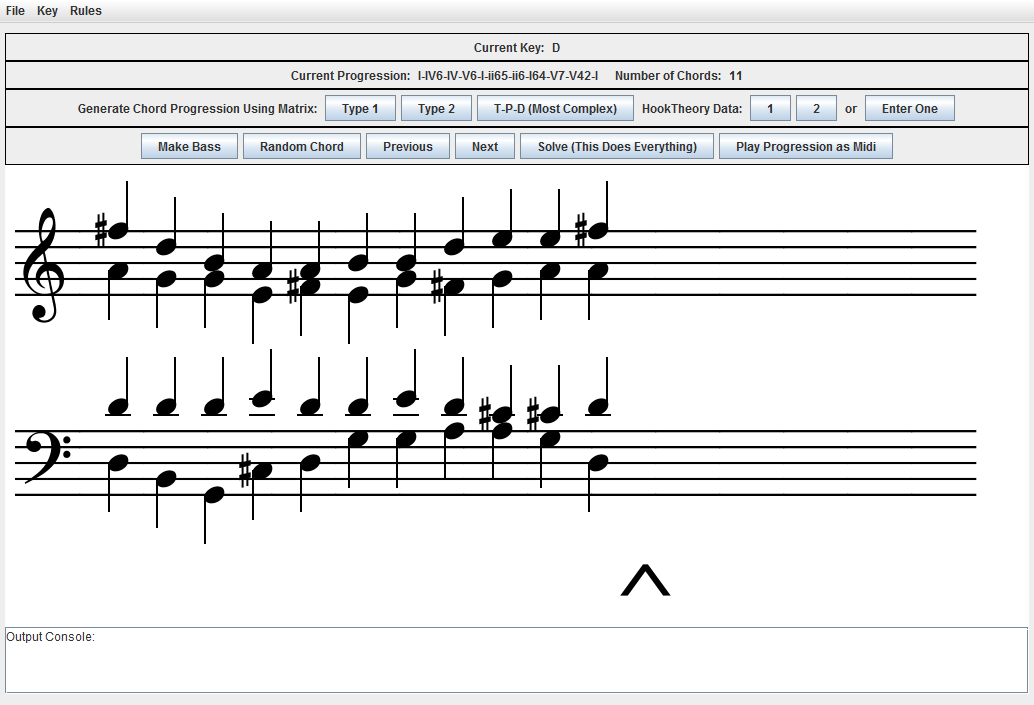 File Key Rules
Current Key: D
Current Progression: I-IV6-IV-V6-I-ii65-ii6-I64-V7-V42-I Number of Chords: 11
Generate Chord Progression Using Matrix: Type 1 Type 2 T-P-D (Most Complex) HookTheory Data: 1 2 or Enter One
Make Bass Random Chord Previous Next Solve (This Does Everything) Play Progression as Midi
Output Console: